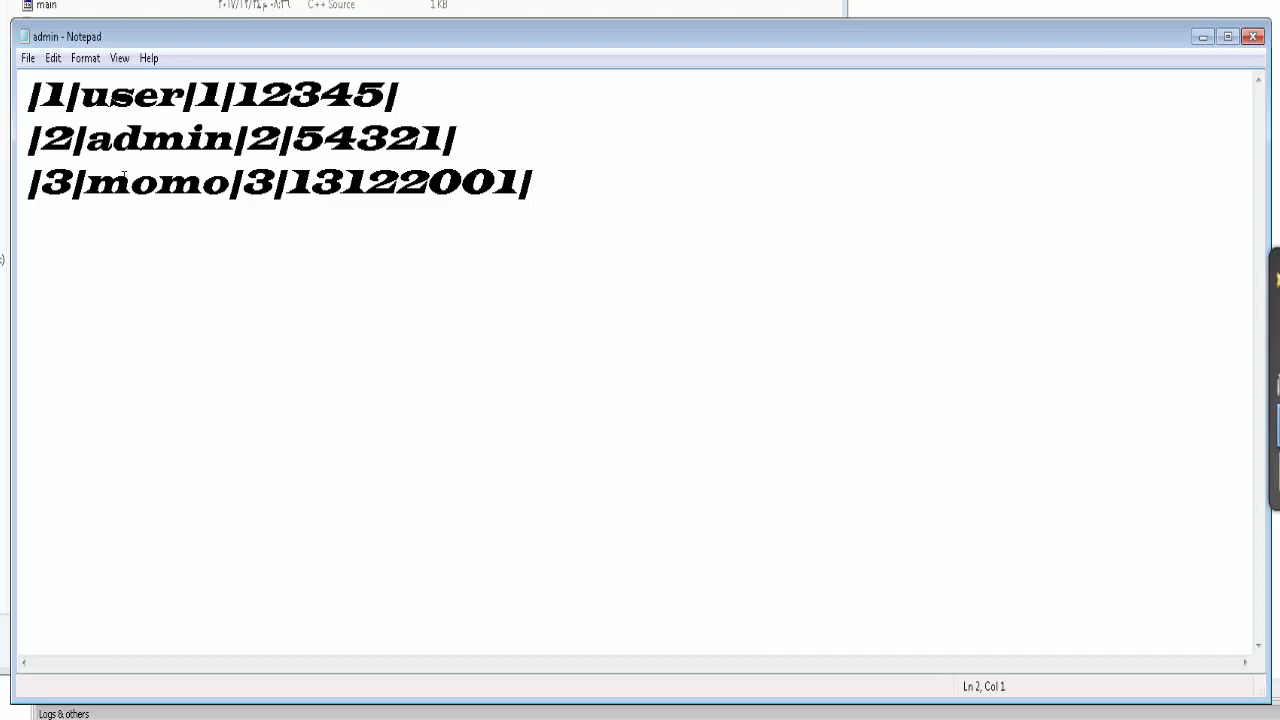 main
C++ Source
1 KB
admin - Notepad
File Edit Format View Help
|1|user|1|12345|
|2|admin|2|54321|
|3|momo|3|13122001|
Ln 2, Col 1
Logs & others